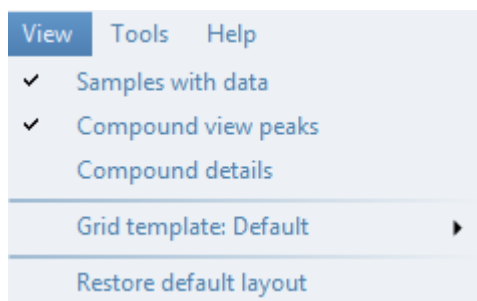 View Tools Help
Samples with data
Compound view peaks
Compound details
Grid template: Default
Restore default layout